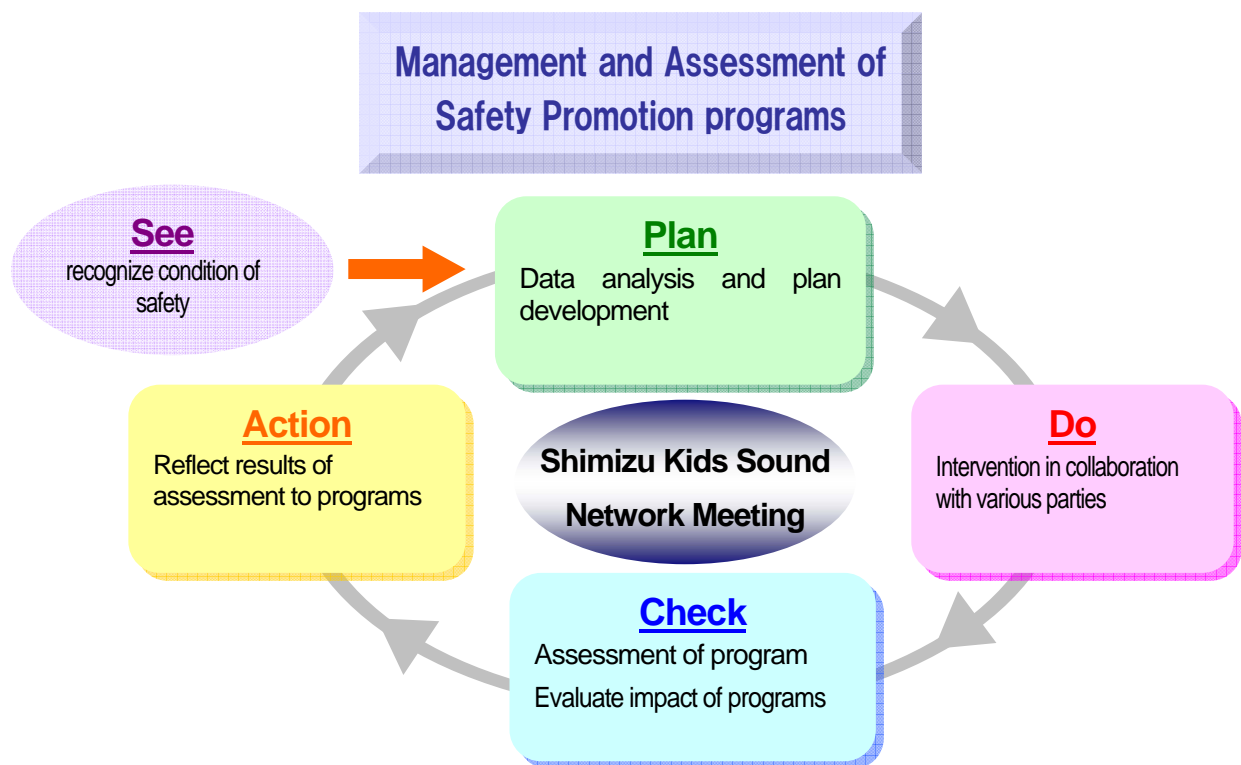 Management and Assessment of
Safety Promotion programs
See
recognize condition of
safety
Plan
Data analysis and plan
development
Action
Reflect results of
assessment to programs
Shimizu Kids Sound
Network Meeting
Do
Intervention in collaboration
with various parties
Check
Assessment of program
Evaluate impact of programs